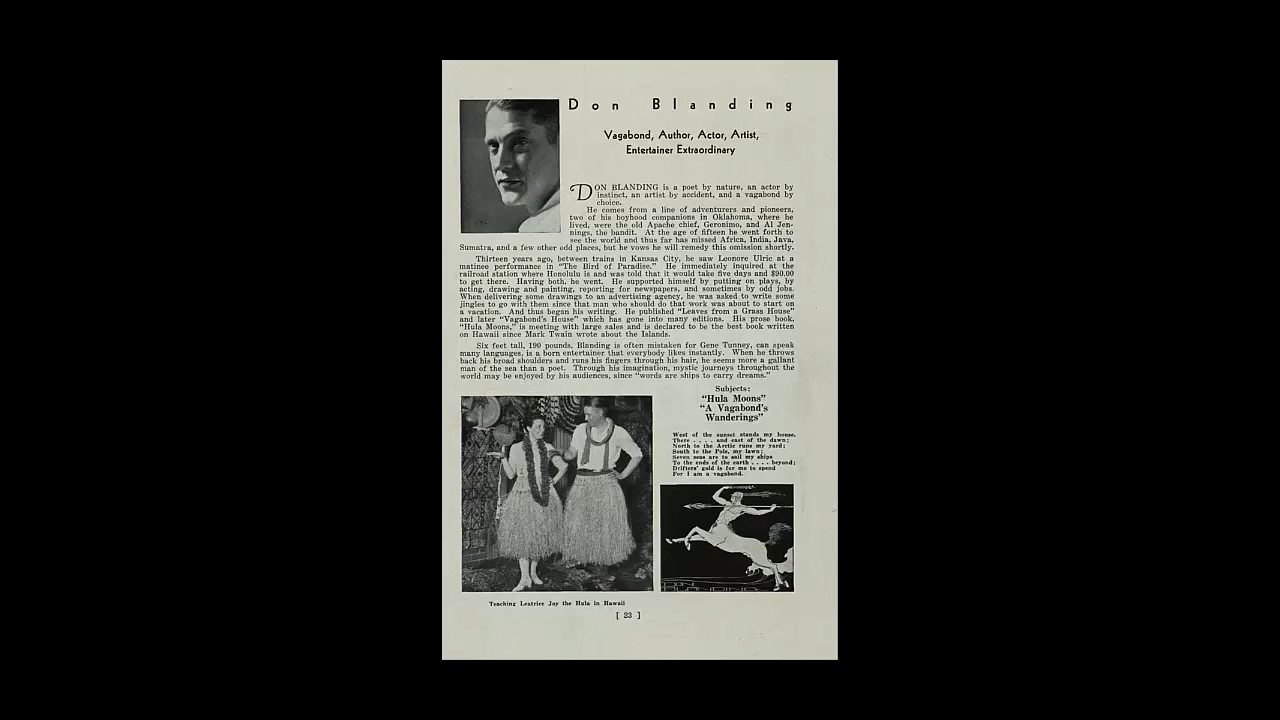 Don Blanding
Vagabond, Author, Actor, Artist,
Entertainer Extraordinary
DON BLANDING is a poet by nature, an actor by
instinct, an artist by accident, and a vagabond by
choice.
He comes from a line of adventurers and pioneers,
two of his boyhood companions in Oklahoma, where he
lived, were the old Apache chief, Geronimo, and Al Jen-
nings, the bandit. At the age of fifteen he went forth to
see the world and thus far has missed Africa, India, Java,
Sumatra, and a few other odd places, but he vows he will remedy this omission shortly.
Thirteen years ago, between trains in Kansas City, he saw Leonore Ulric at a
matinee performance in "The Bird of Paradise." He immediately inquired at the
railroad station where Honolulu is and was told that it would take five days and $90.00
to get there. Having both, he went. He supported himself by putting on plays, by
acting, drawing and painting, reporting for newspapers, and sometimes by odd jobs.
When delivering some drawings to an advertising agency, he was asked to write some
jingles to go with them since that man who should do that work was about to start on
a vacation. And thus began his writing. He published "Leaves from a Grass House"
and later "Vagabond's House" which has gone into many editions. His prose book,
"Hula Moons," is meeting with large sales and is declared to be the best book written
on Hawaii since Mark Twain wrote about the Islands.
Six feet tall, 190 pounds, Blanding is often mistaken for Gene Tunney, can speak
many languages, is a born entertainer that everybody likes instantly. When he throws
back his broad shoulders and runs his fingers through his hair, he seems more a gallant
man of the sea than a poet. Through his imagination, mystic journeys throughout the
world may be enjoyed by his audiences, since "words are ships to carry dreams."
Subjects:
"Hula Moons"
"A Vagabond's
Wanderings"
West of the sunset stands my house,
There . . . . and east of the dawn;
North to the Arctic runs my yard;
South to the Pole, my lawn;
Seven seas are to sail my ships
To the ends of the earth . . . . beyond;
Drifters' gold is for me to spend
For I am a vagabond.
DON
BLANDING
Teaching Leatrice Joy the Hula in Hawaii
[ 23 ]